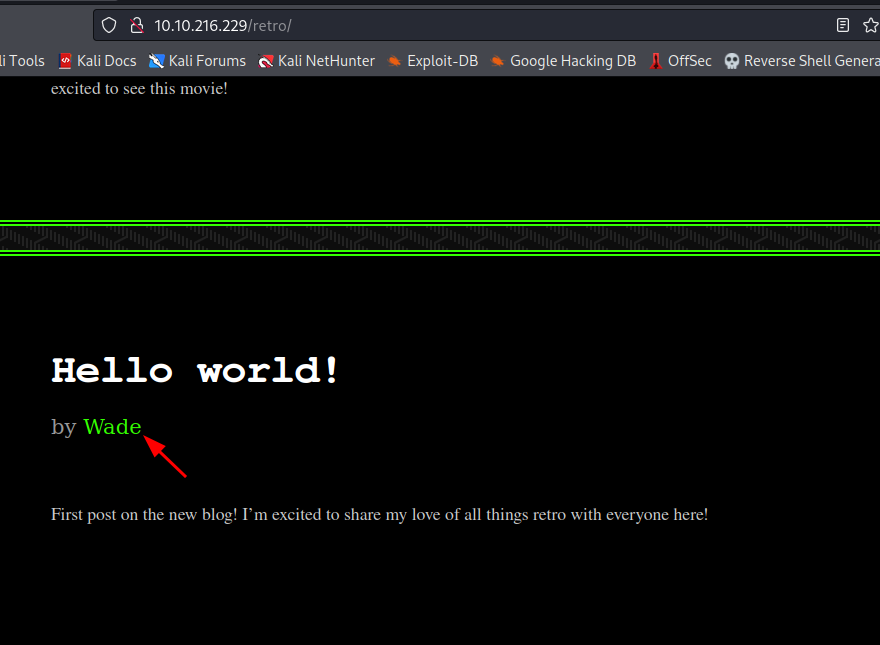 10.10.216.229/retro/
li Tools Kali Docs Kali Forums Kali NetHunter Exploit-DB Google Hacking DB OffSec Reverse Shell Genera
excited to see this movie!
Hello world!
by Wade
First post on the new blog! I’m excited to share my love of all things retro with everyone here!